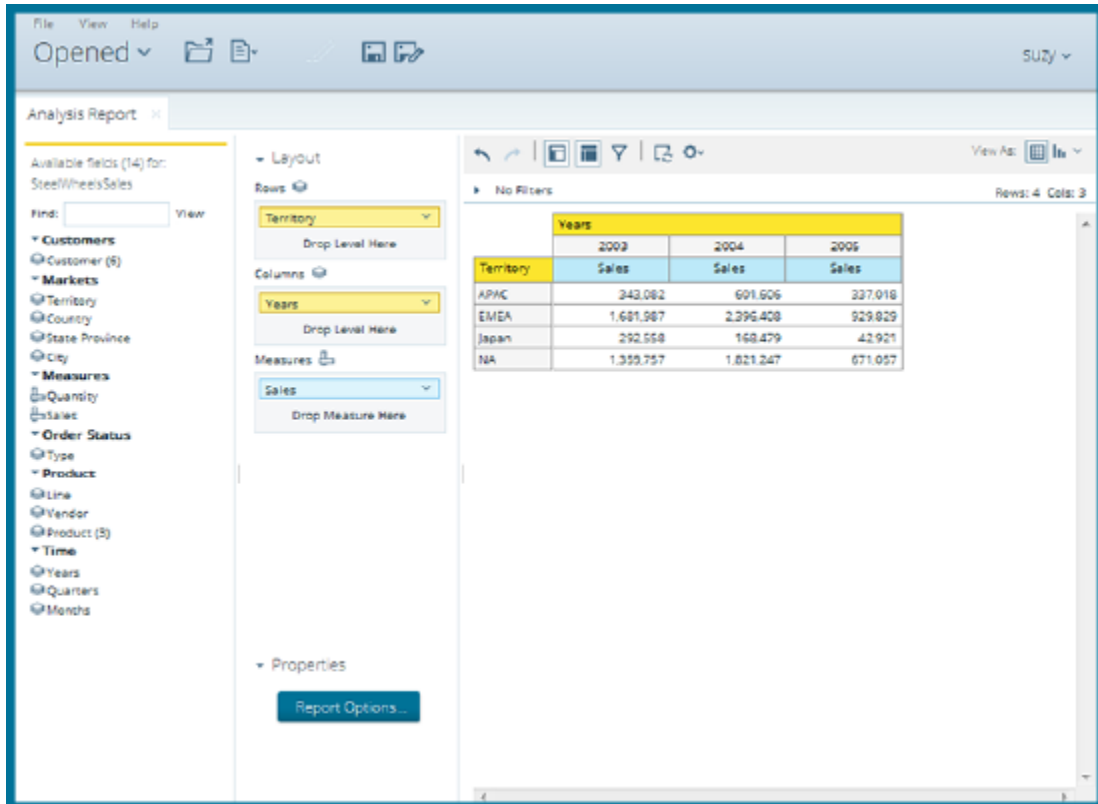 File View Help
Opened
suzy
Analysis Report ×
Available fields (14) for:
SteelWheelsSales
Find: View
Customers
Customer (6)
Markets
Territory
Country
State Province
City
Measures
Quantity
Sales
Order Status
Type
Product
Line
Vendor
Product (3)
Time
Years
Quarters
Months
Layout
Rows
Territory
Drop Level Here
Columns
Years
Drop Level Here
Measures
Sales
Drop Measure Here
Properties
Report Options...
View As:
No Filters
Rows: 4 Cols: 3
Years
2003 2004 2005
Territory Sales Sales Sales
APAC 343,082 601,606 337,018
EMEA 1,681,987 2,396,408 929,829
Japan 292,558 168,479 42,921
NA 1,821,247 671,057